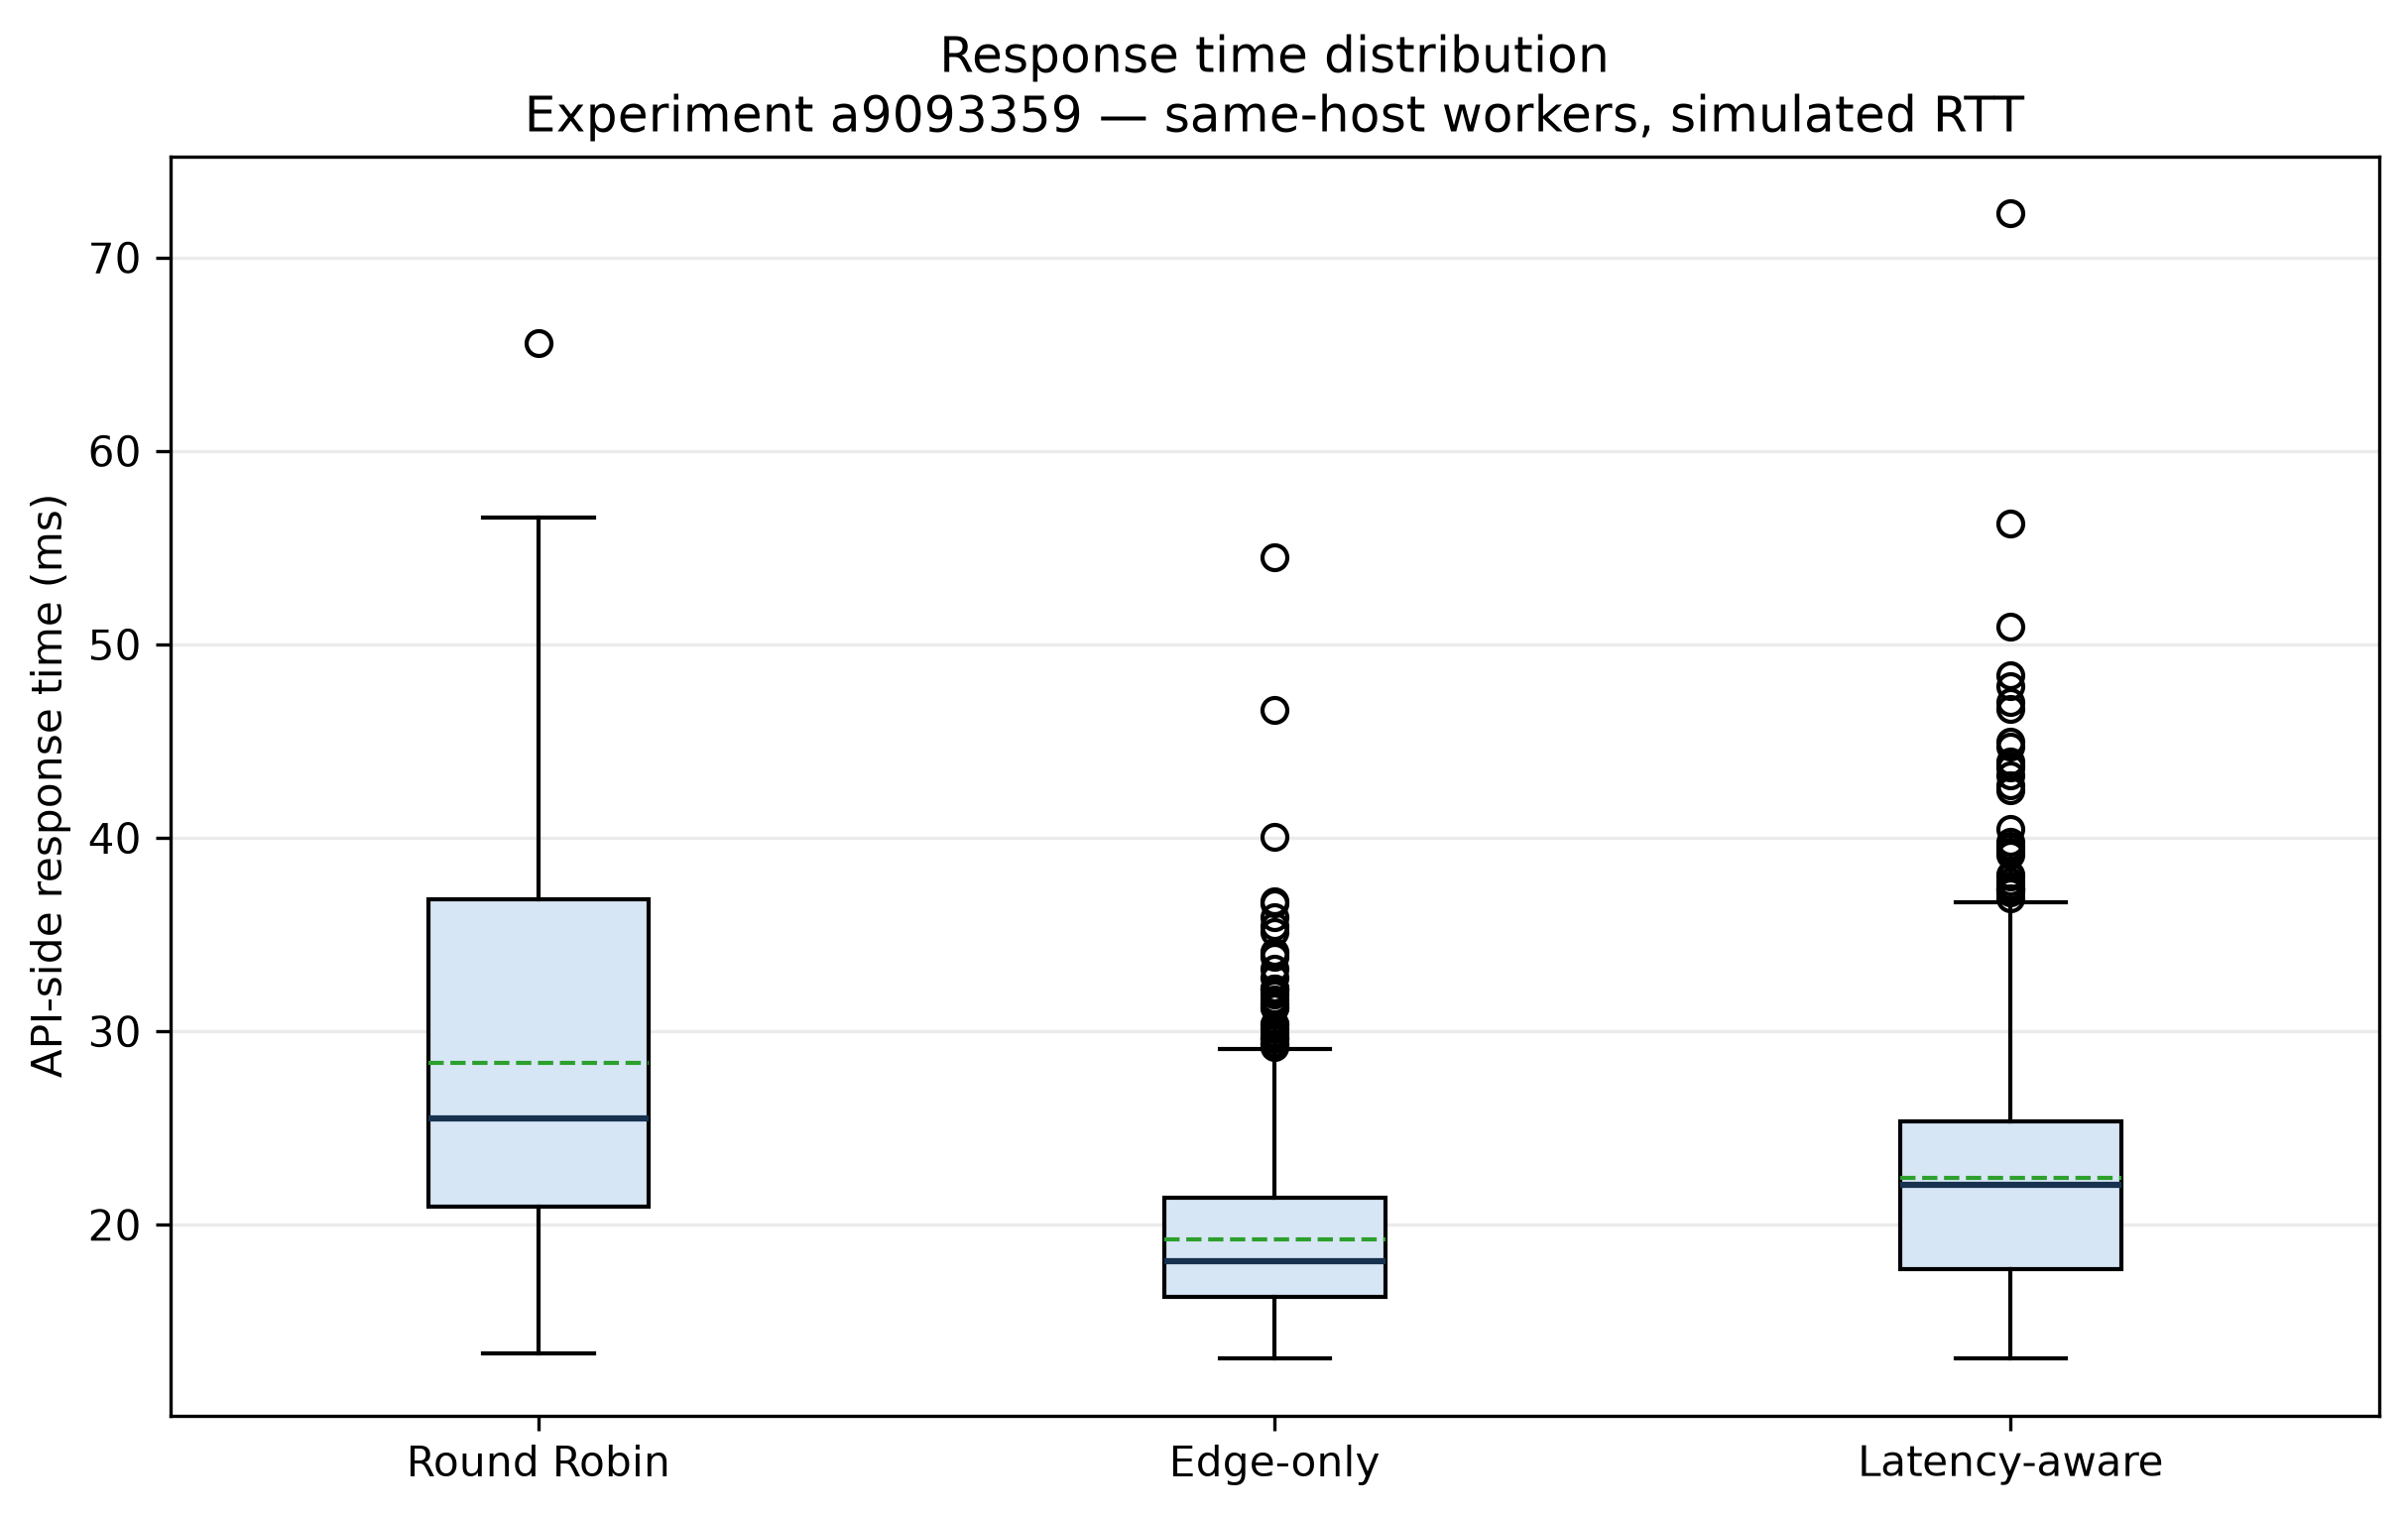 Response time distribution
Experiment a9093359 — same-host workers, simulated RTT
API-side response time (ms)
70
60
50
40
30
20
Round Robin
Edge-only
Latency-aware